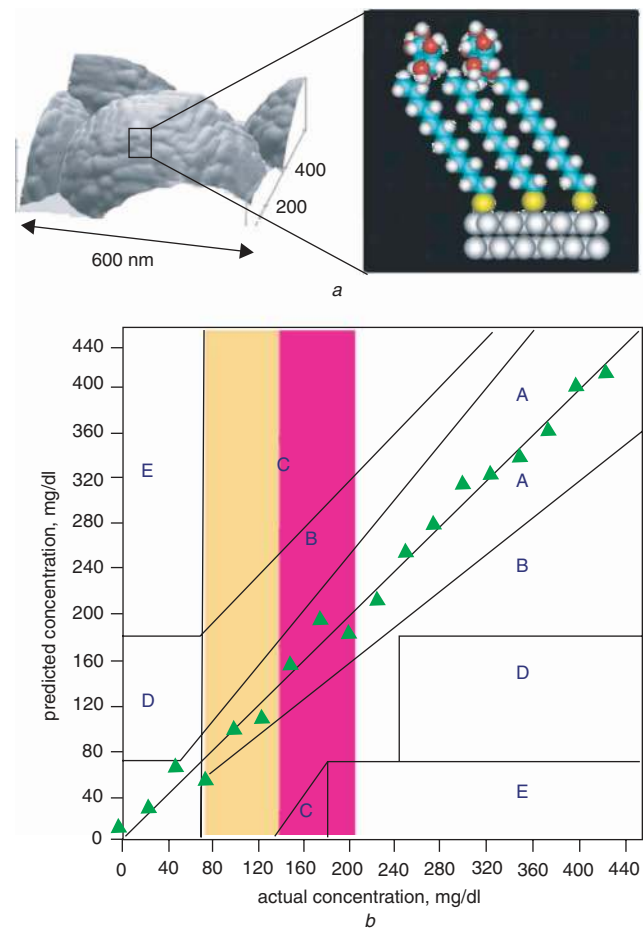 a
400
200
600 nm
a
440
400
360
320
280
240
200
160
120
80
40
0
predicted concentration, mg/dl
E
C
B
A
A
B
D
D
C
E
0 40 80 120 160 200 240 280 320 360 400 440
actual concentration, mg/dl
b